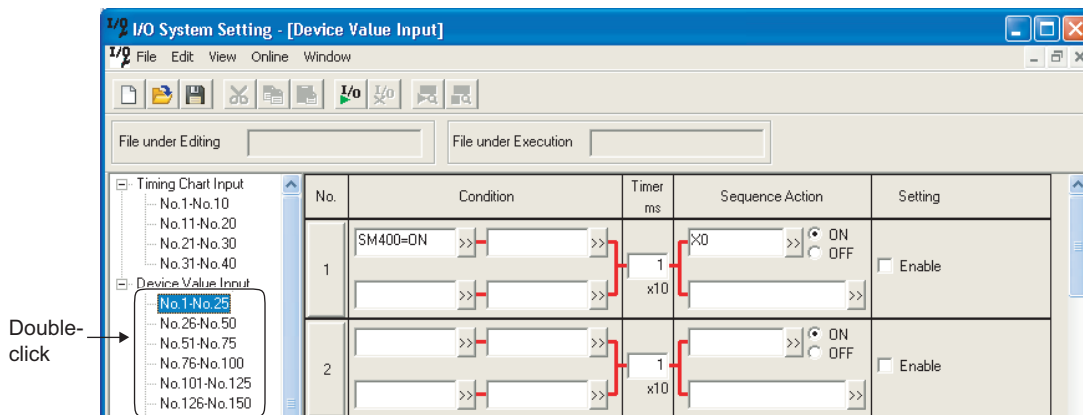 I/O System Setting - [Device Value Input]
File Edit View Online Window
I/O I/O
File under Editing File under Execution
Timing Chart Input
No.1-No.10
No.11-No.20
No.21-No.30
No.31-No.40
Device Value Input
No.1-No.25
No.26-No.50
No.51-No.75
No.76-No.100
No.101-No.125
No.126-No.150
Double-
click
No. Condition Timer ms Sequence Action Setting
1 SM400=ON >> >> 1 X0 >> ON
OFF
Enable
>> >> x10 >>
2 >> >> 1 >> ON
OFF
Enable
>> >> x10 >>